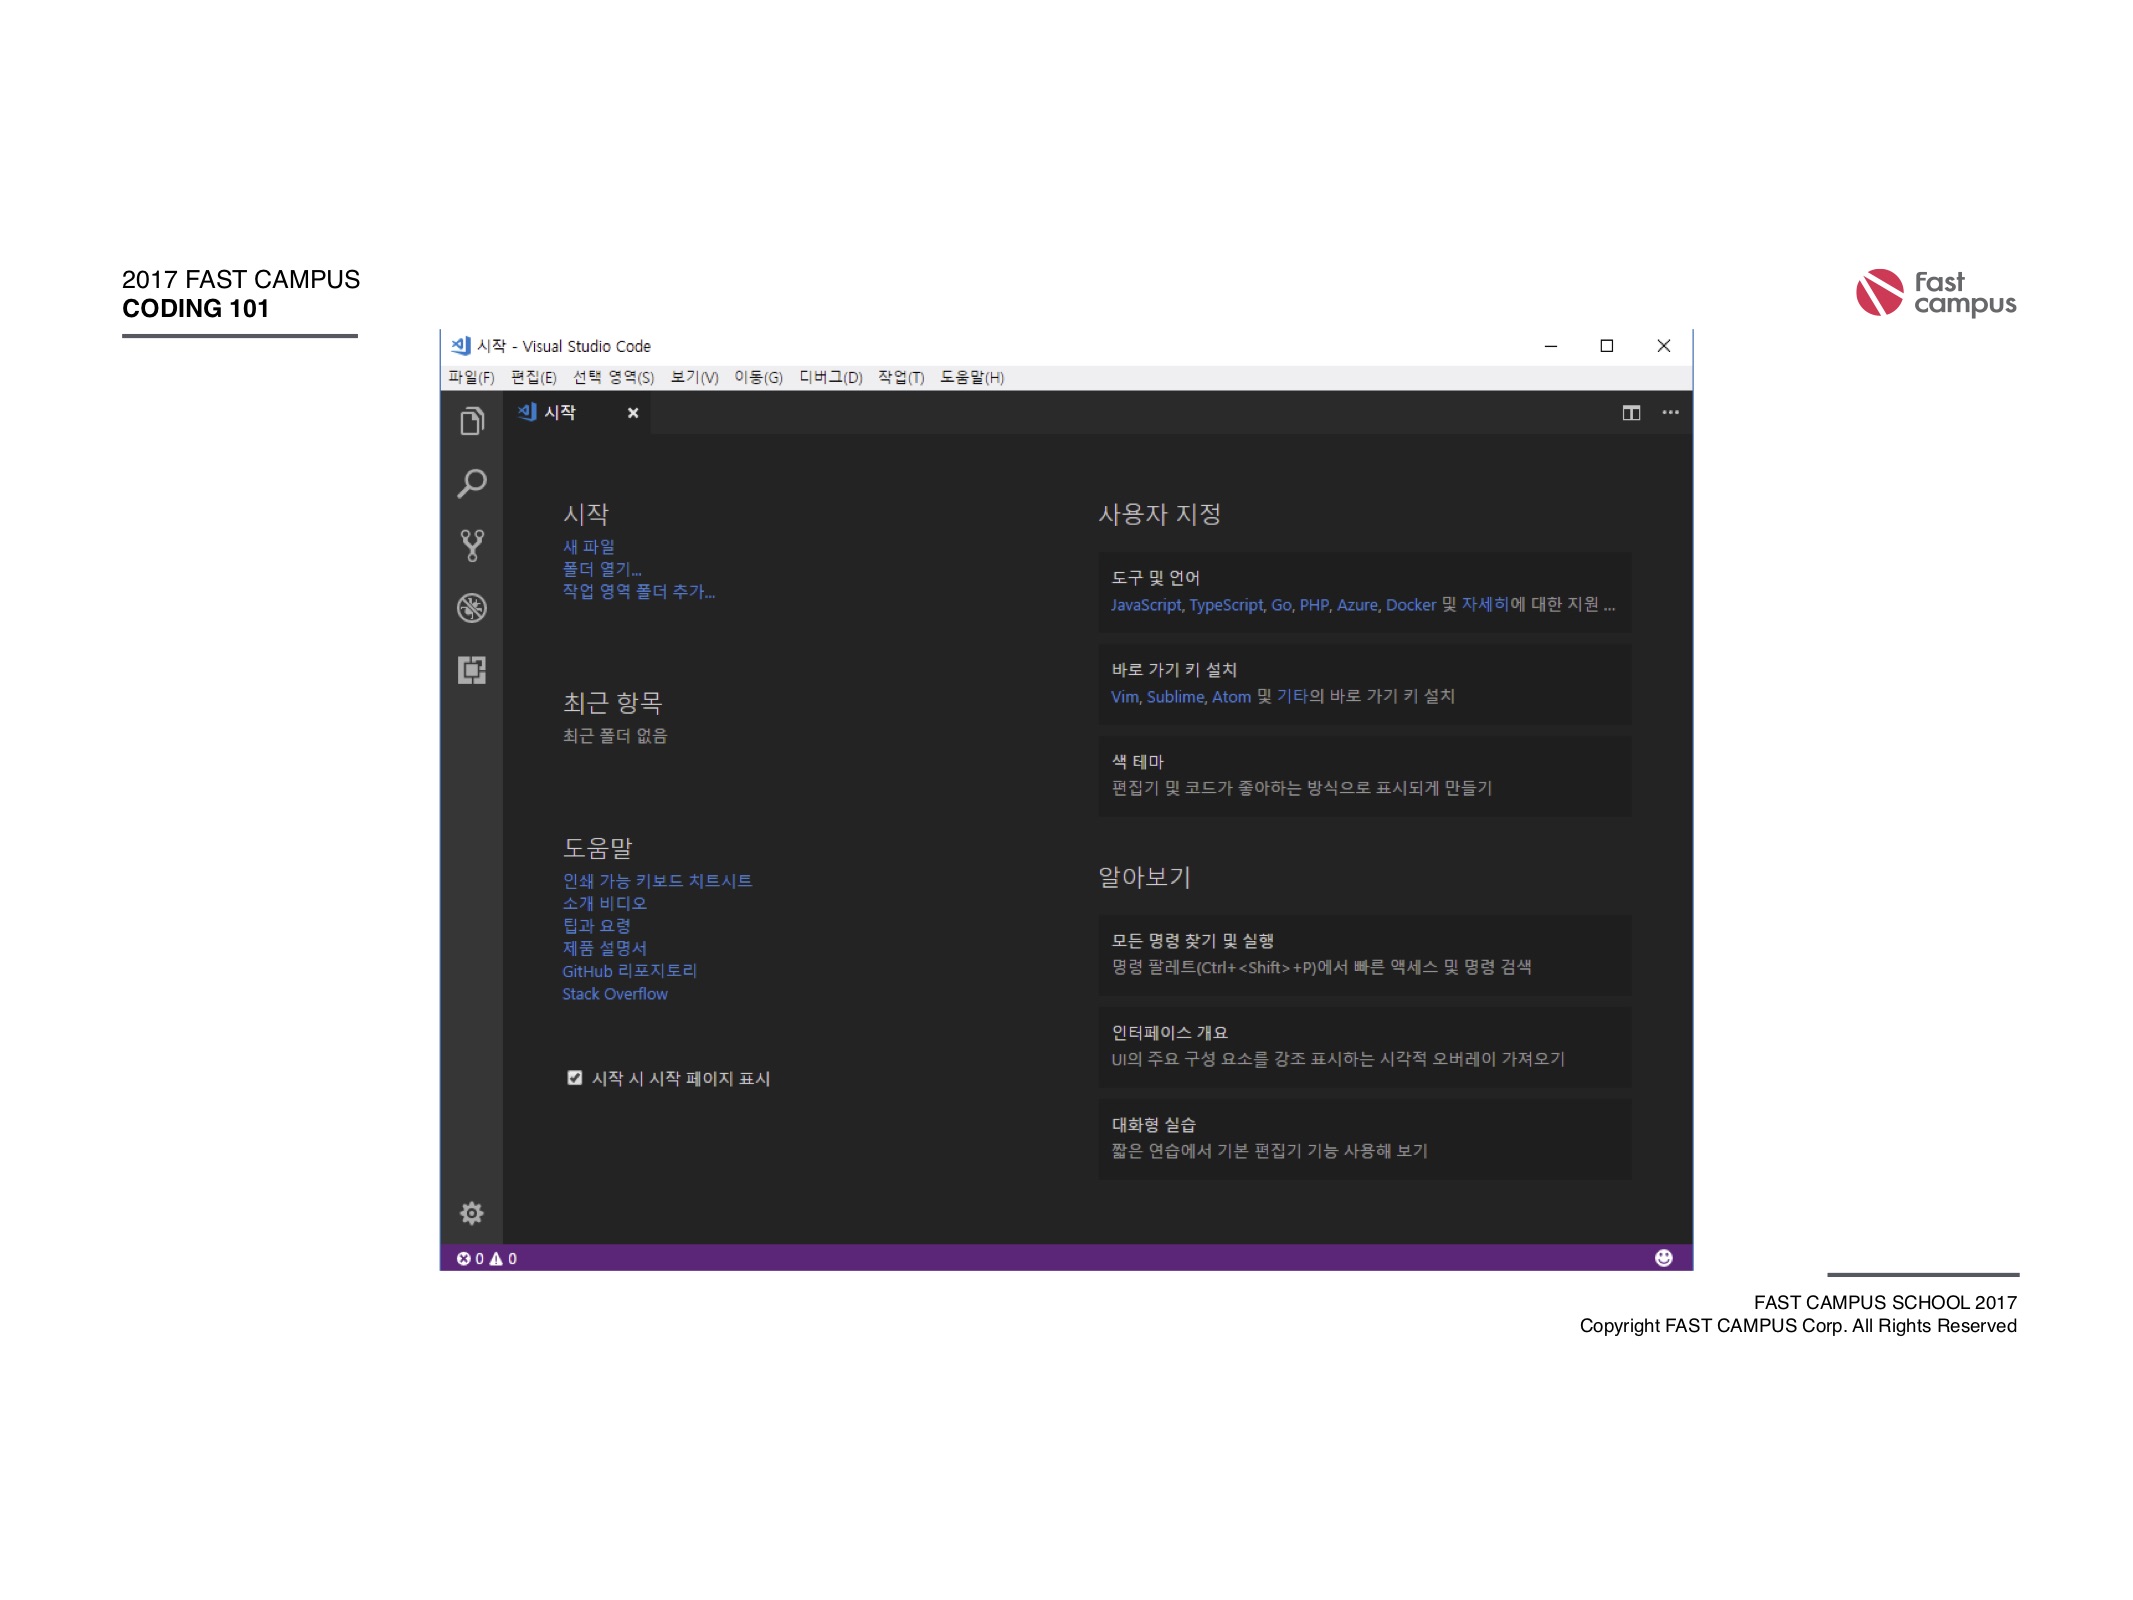 2017 FAST CAMPUS
CODING 101
Fast
campus
시작 - Visual Studio Code
파일(F) 편집(E) 선택 영역(S) 보기(V) 이동(G) 디버그(D) 작업(T) 도움말(H)
시작
시작
새 파일
폴더 열기...
작업 영역 폴더 추가...
최근 항목
최근 폴더 없음
도움말
인쇄 가능 키보드 치트시트
소개 비디오
팁과 요령
제품 설명서
GitHub 리포지토리
Stack Overflow
시작 시 시작 페이지 표시
사용자 지정
도구 및 언어
JavaScript, TypeScript, Go, PHP, Azure, Docker 및 자세히에 대한 지원 ...
바로 가기 키 설치
Vim, Sublime, Atom 및 기타의 바로 가기 키 설치
색 테마
편집기 및 코드가 좋아하는 방식으로 표시되게 만들기
알아보기
모든 명령 찾기 및 실행
명령 팔레트(Ctrl+<Shift>+P)에서 빠른 액세스 및 명령 검색
인터페이스 개요
UI의 주요 구성 요소를 강조 표시하는 시각적 오버레이 가져오기
대화형 실습
짧은 연습에서 기본 편집기 기능 사용해 보기
0 0
FAST CAMPUS SCHOOL 2017
Copyright FAST CAMPUS Corp. All Rights Reserved